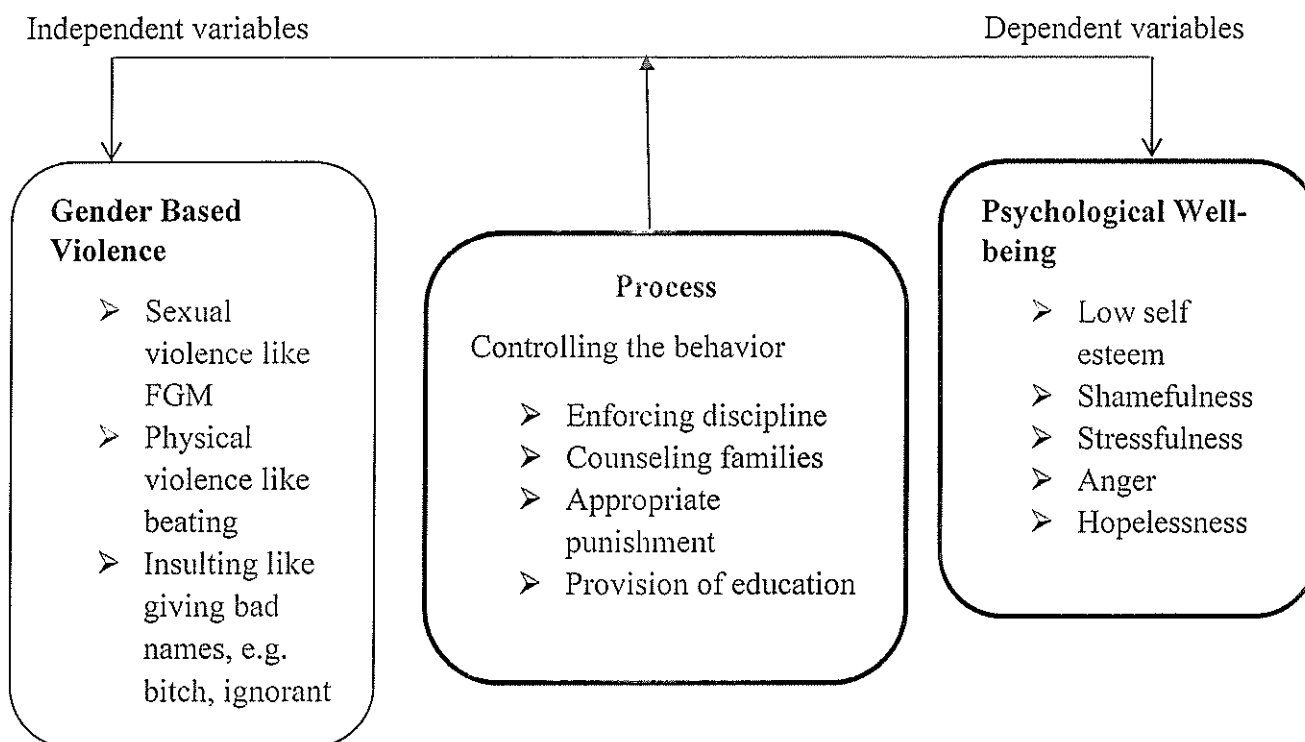 Independent variables
Dependent variables
Gender Based
Violence
➢ Sexual
violence like
FGM
➢ Physical
violence like
beating
➢ Insulting like
giving bad
names, e.g.
bitch, ignorant
Process
Controlling the behavior
➢ Enforcing discipline
➢ Counseling families
➢ Appropriate
punishment
➢ Provision of education
Psychological Well-
being
➢ Low self
esteem
➢ Shamefulness
➢ Stressfulness
➢ Anger
➢ Hopelessness